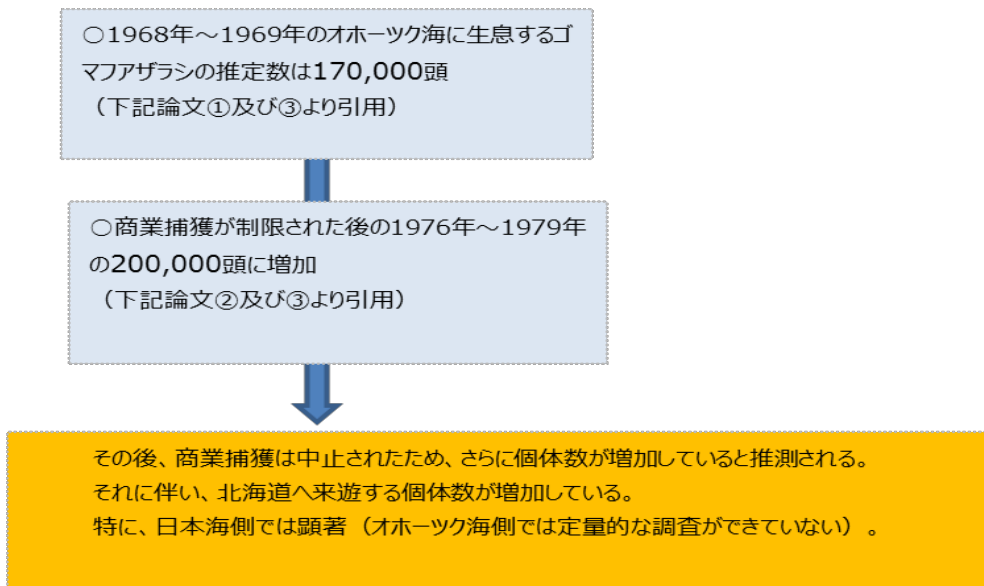 ○1968年～1969年のオホーツク海に生息するゴ
マフアザラシの推定数は170,000頭
（下記論文①及び③より引用）
○商業捕獲が制限された後の1976年～1979年
の200,000頭に増加
（下記論文②及び③より引用）
その後、商業捕獲は中止されたため、さらに個体数が増加していると推測される。
それに伴い、北海道へ来遊する個体数が増加している。
特に、日本海側では顕著（オホーツク海側では定量的な調査ができていない）。